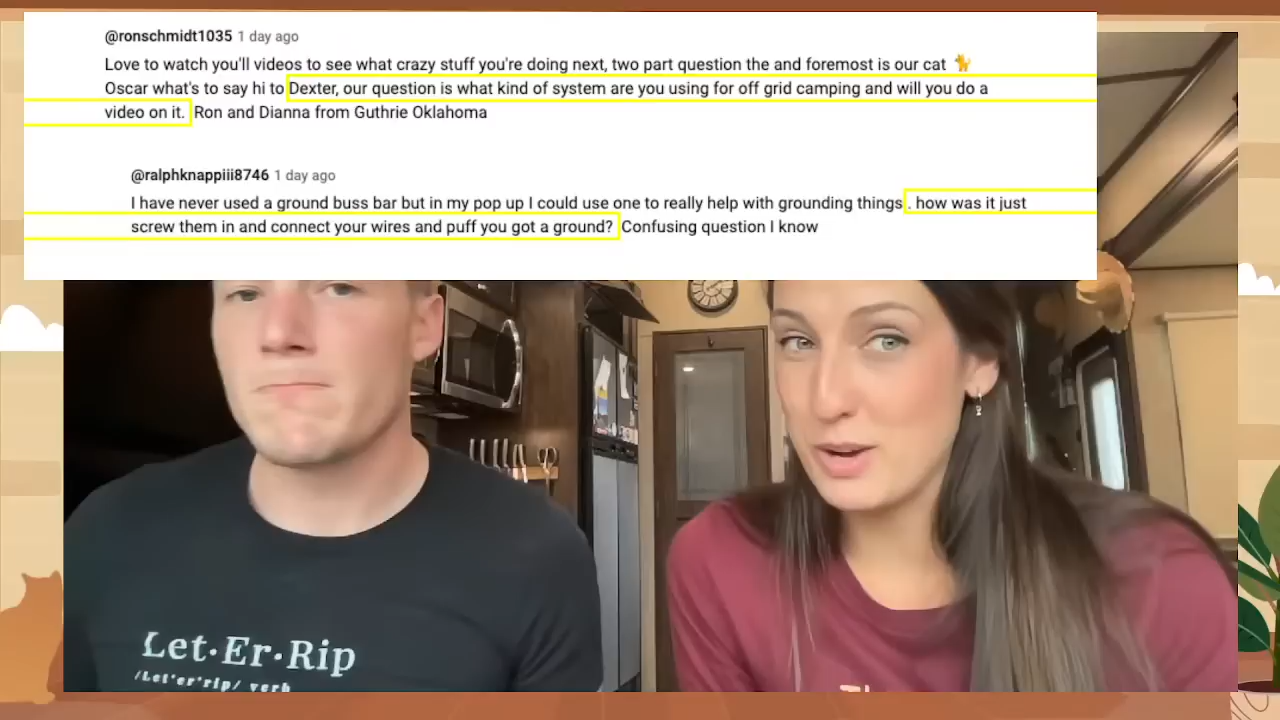 @ronschmidt1035 1 day ago
Love to watch you'll videos to see what crazy stuff you're doing next, two part question the and foremost is our cat 🐈
Oscar what's to say hi to Dexter, our question is what kind of system are you using for off grid camping and will you do a
video on it. Ron and Dianna from Guthrie Oklahoma
@ralphknappiii8746 1 day ago
I have never used a ground buss bar but in my pop up I could use one to really help with grounding things . how was it just
screw them in and connect your wires and puff you got a ground? Confusing question I know
Let·Er·Rip
/Let'er'rip/ verb